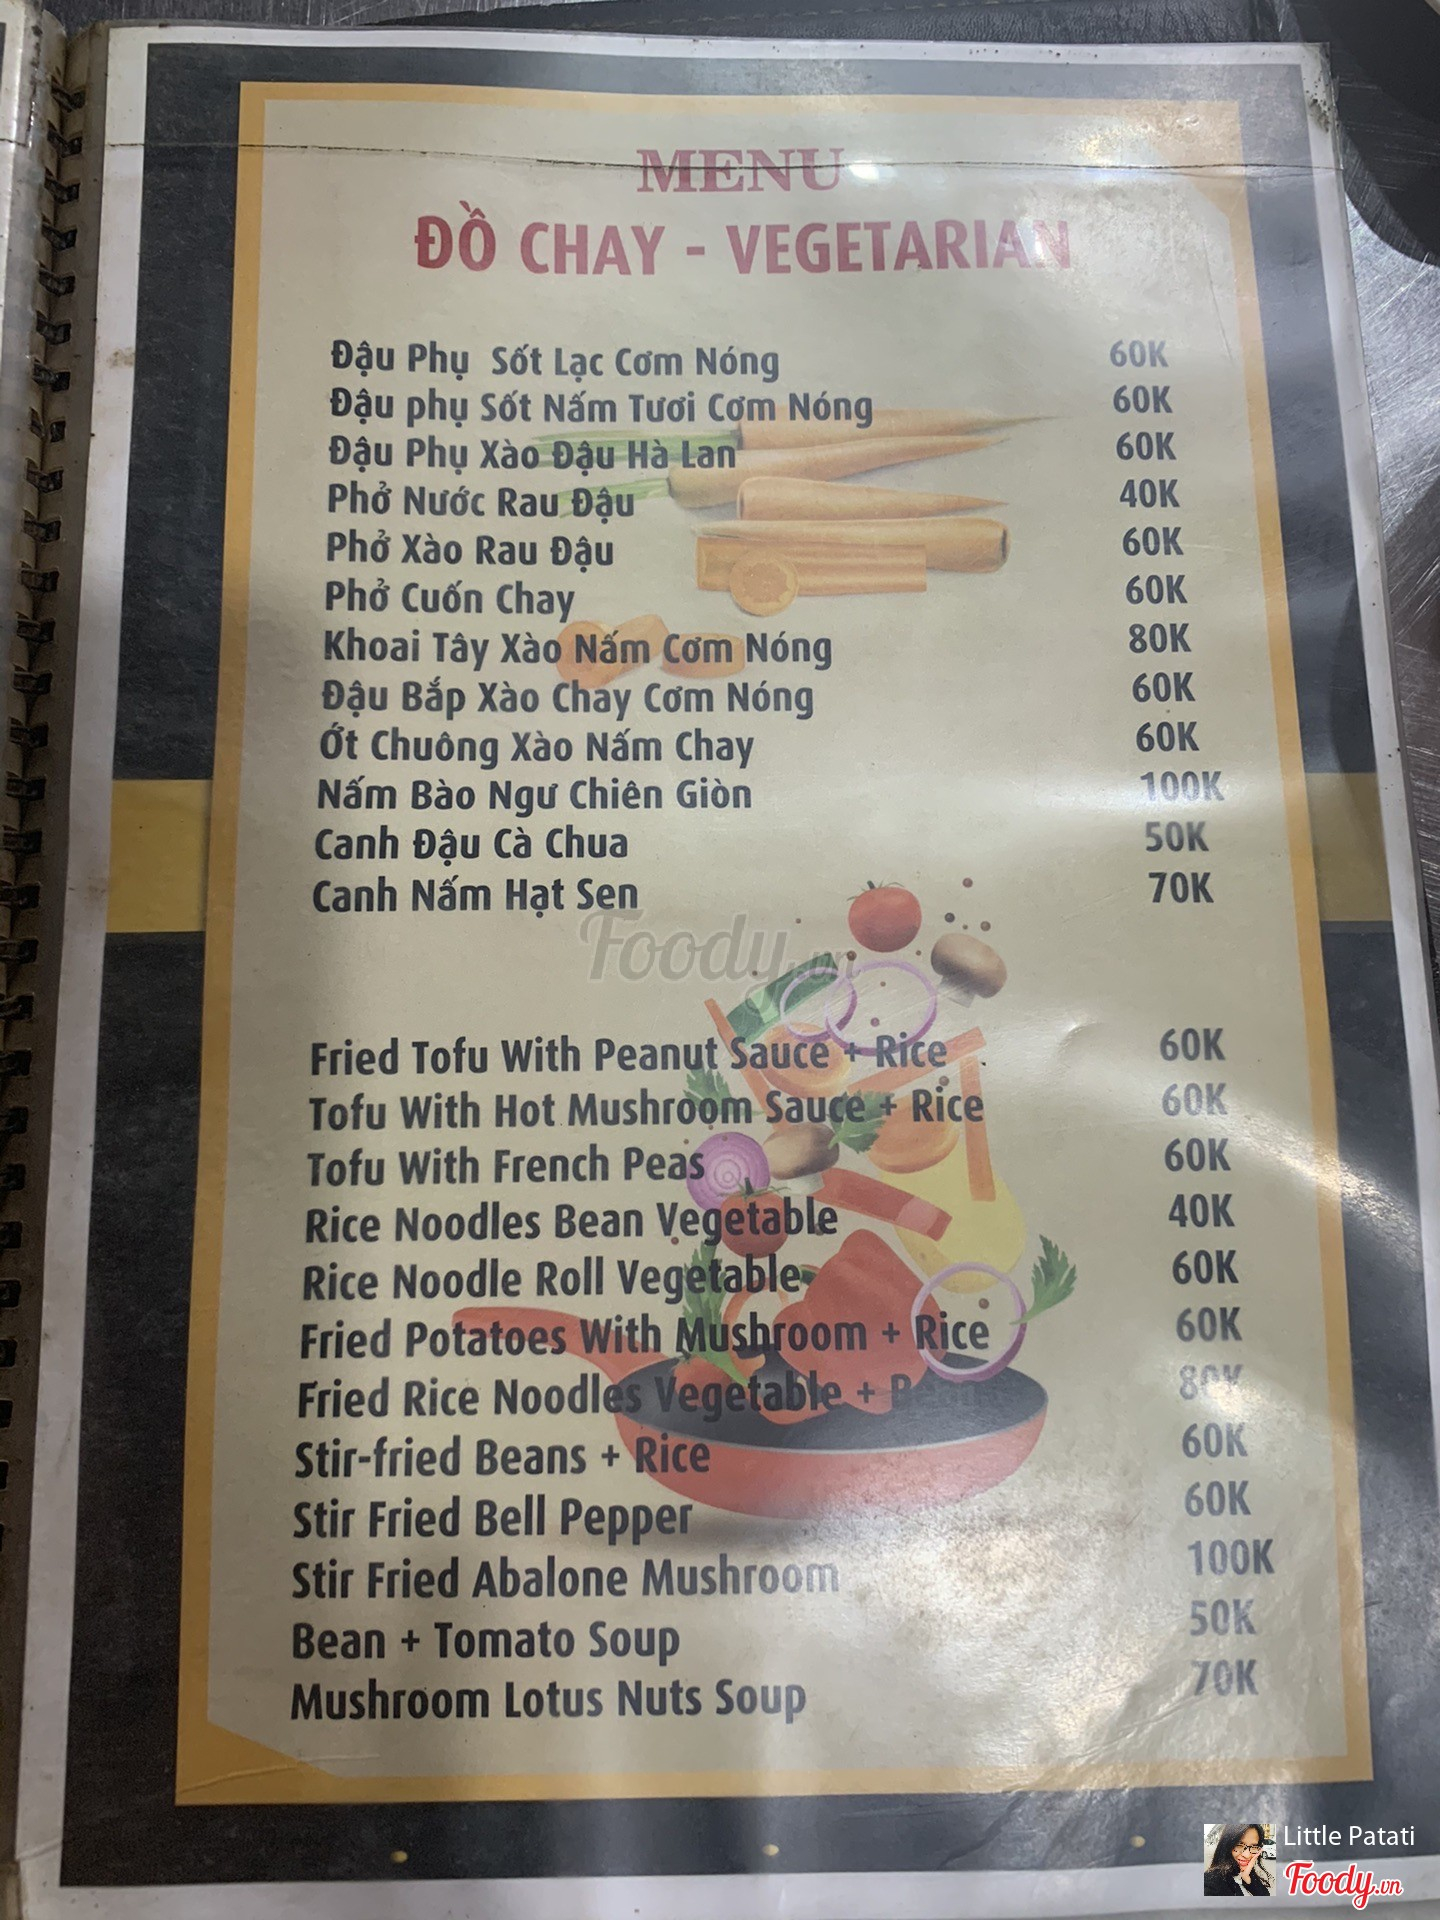 MENU
ĐỒ CHAY - VEGETARIAN
Đậu Phụ Sốt Lạc Cơm Nóng 60K
Đậu phụ Sốt Nấm Tươi Cơm Nóng 60K
Đậu Phụ Xào Đậu Hà Lan 60K
Phở Nước Rau Đậu 40K
Phở Xào Rau Đậu 60K
Phở Cuốn Chay 60K
Khoai Tây Xào Nấm Cơm Nóng 80K
Đậu Bắp Xào Chay Cơm Nóng 60K
Ớt Chuông Xào Nấm Chay 60K
Nấm Bào Ngư Chiên Giòn 100K
Canh Đậu Cà Chua 50K
Canh Nấm Hạt Sen 70K
Foody.vn
Fried Tofu With Peanut Sauce + Rice 60K
Tofu With Hot Mushroom Sauce + Rice 60K
Tofu With French Peas 60K
Rice Noodles Bean Vegetable 40K
Rice Noodle Roll Vegetable 60K
Fried Potatoes With Mushroom + Rice 60K
Fried Rice Noodles Vegetable + 80K
Stir-fried Beans + Rice 60K
Stir Fried Bell Pepper 60K
Stir Fried Abalone Mushroom 100K
Bean + Tomato Soup 50K
Mushroom Lotus Nuts Soup 70K
Little Patati
Foody.vn